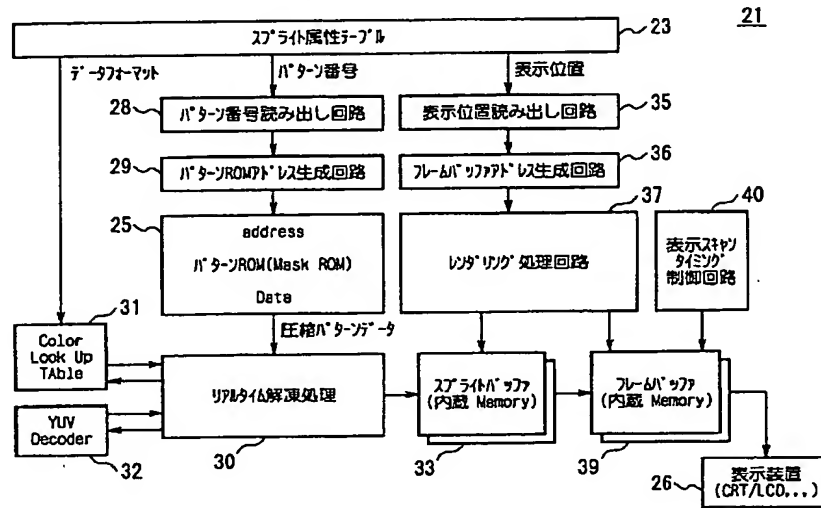 21
スプライト属性テーブル
23
データフォーマット
パターン番号
表示位置
28
パターン番号読み出し回路
表示位置読み出し回路
35
29
パターンROMアドレス生成回路
フレームバッファアドレス生成回路
36
25
address
パターンROM(Mask ROM)
Data
37
レンダリング処理回路
40
表示スキャン
タイミング
制御回路
31
Color
Look Up
TAble
圧縮パターンデータ
リアルタイム解凍処理
30
スプライトバッファ
(内蔵 Memory)
33
フレームバッファ
(内蔵 Memory)
39
YUV
Decoder
32
26
表示装置
(CRT/LCD...)